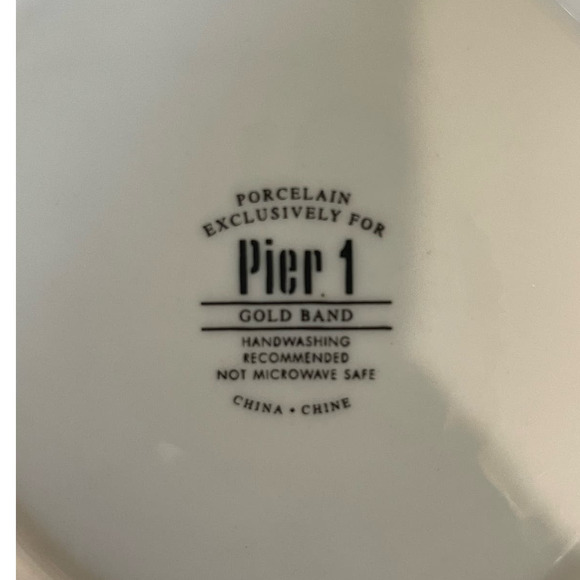 PORCELAIN
EXCLUSIVELY FOR
Pier 1
GOLD BAND
HANDWASHING
RECOMMENDED
NOT MICROWAVE SAFE
CHINA • CHINE